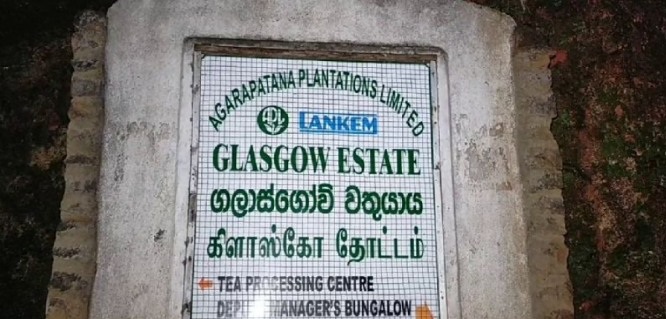 AGARAPATANA PLANTATIONS LIMITED
LANKEM
GLASGOW ESTATE
ගලාස්ගෝව් වතුයාය
கிளாஸ்கோ தோட்டம்
TEA PROCESSING CENTRE
MANAGER'S BUNGALOW